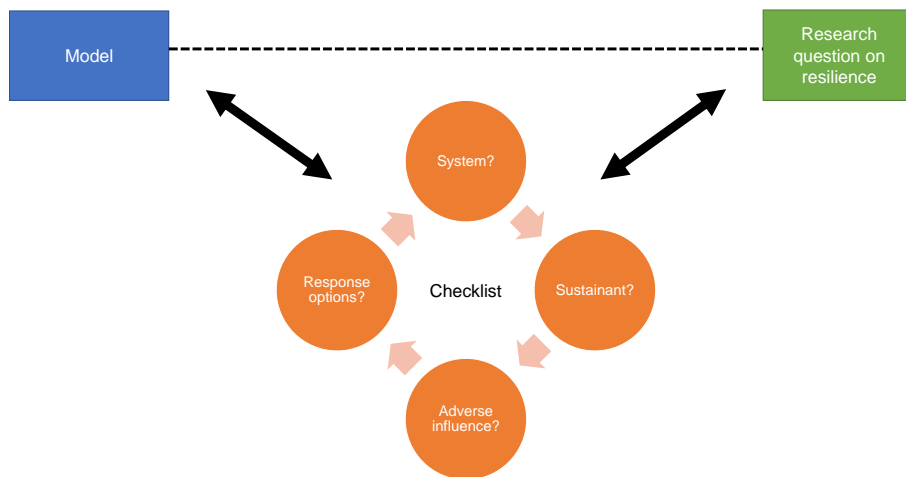 Model
Research
question on
resilience
System?
Response
options?
Checklist
Sustainant?
Adverse
influence?